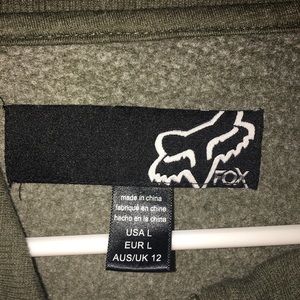 FOX
made in china
fabriqué en chine
hecho en la china
USA L
EUR L
AUS/UK 12